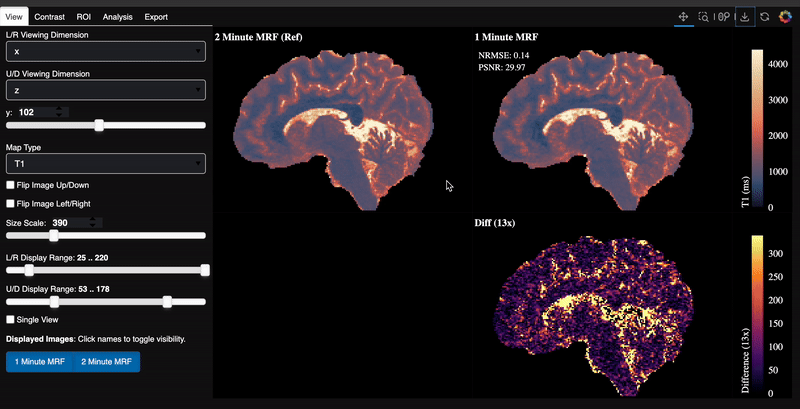 View Contrast ROI Analysis Export
L/R Viewing Dimension
x
U/D Viewing Dimension
z
y: 102
Map Type
T1
Flip Image Up/Down
Flip Image Left/Right
Size Scale: 390
L/R Display Range: 25 .. 220
U/D Display Range: 53 .. 178
Single View
Displayed Images: Click names to toggle visibility.
1 Minute MRF 2 Minute MRF
2 Minute MRF (Ref)
1 Minute MRF
NRMSE: 0.14
PSNR: 29.97
4000
3000
2000
1000
0
T1 (ms)
Diff (13x)
300
250
200
150
100
50
0
Difference (13x)